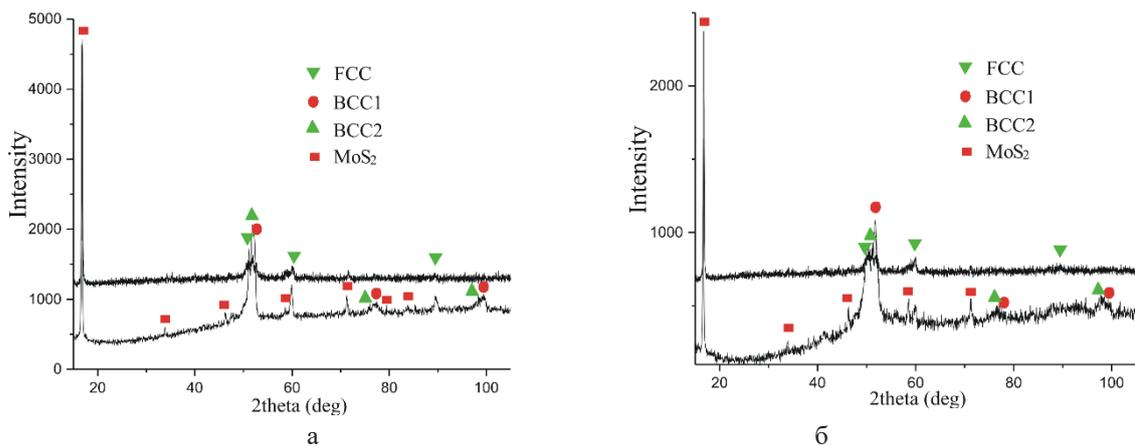 5000
4000
3000
2000
1000
0
Intensity
FCC
BCC1
BCC2
MoS₂
20 40 60 80 100
2theta (deg)
а
2000
1000
Intensity
FCC
BCC1
BCC2
MoS₂
20 40 60 80 100
2theta (deg)
б